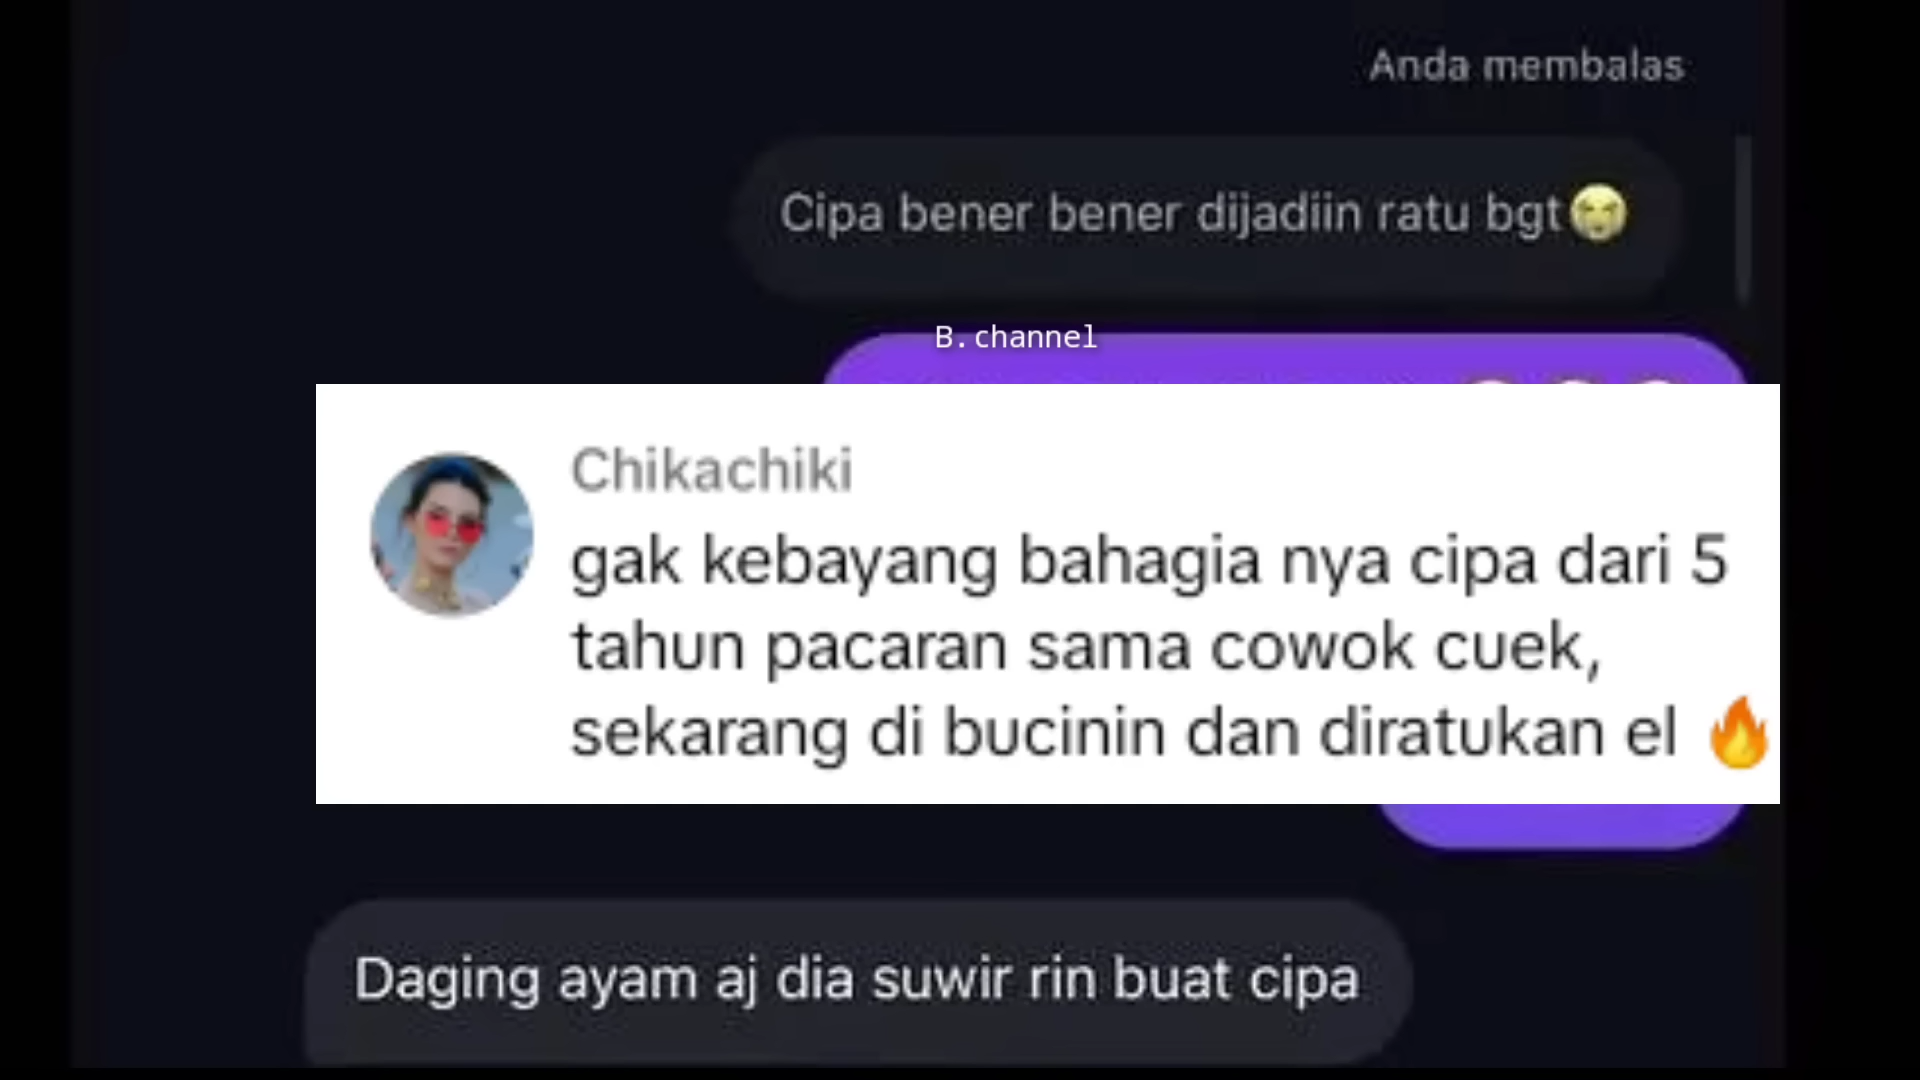 Anda membalas
Cipa bener bener dijadiin ratu bgt😭
B.channel
Chikachiki
gak kebayang bahagia nya cipa dari 5
tahun pacaran sama cowok cuek,
sekarang di bucinin dan diratukan el 🔥
Daging ayam aj dia suwir rin buat cipa